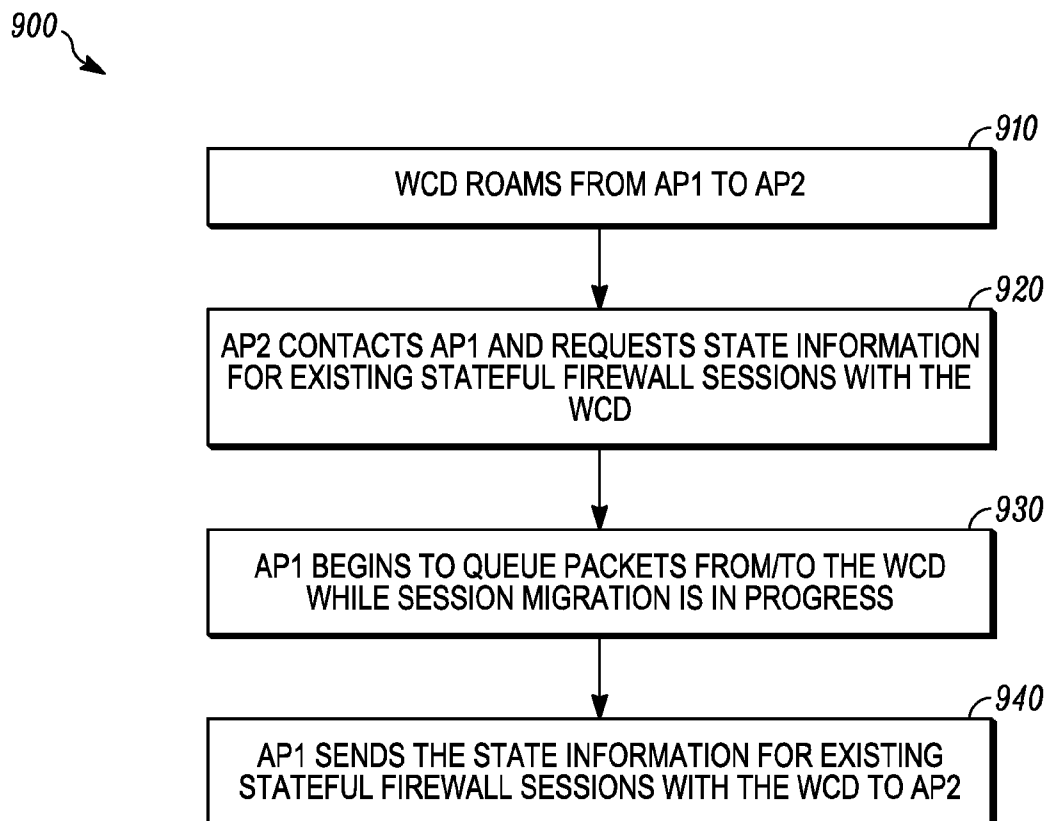 900
910
WCD ROAMS FROM AP1 TO AP2
920
AP2 CONTACTS AP1 AND REQUESTS STATE INFORMATION
FOR EXISTING STATEFUL FIREWALL SESSIONS WITH THE
WCD
930
AP1 BEGINS TO QUEUE PACKETS FROM/TO THE WCD
WHILE SESSION MIGRATION IS IN PROGRESS
940
AP1 SENDS THE STATE INFORMATION FOR EXISTING
STATEFUL FIREWALL SESSIONS WITH THE WCD TO AP2